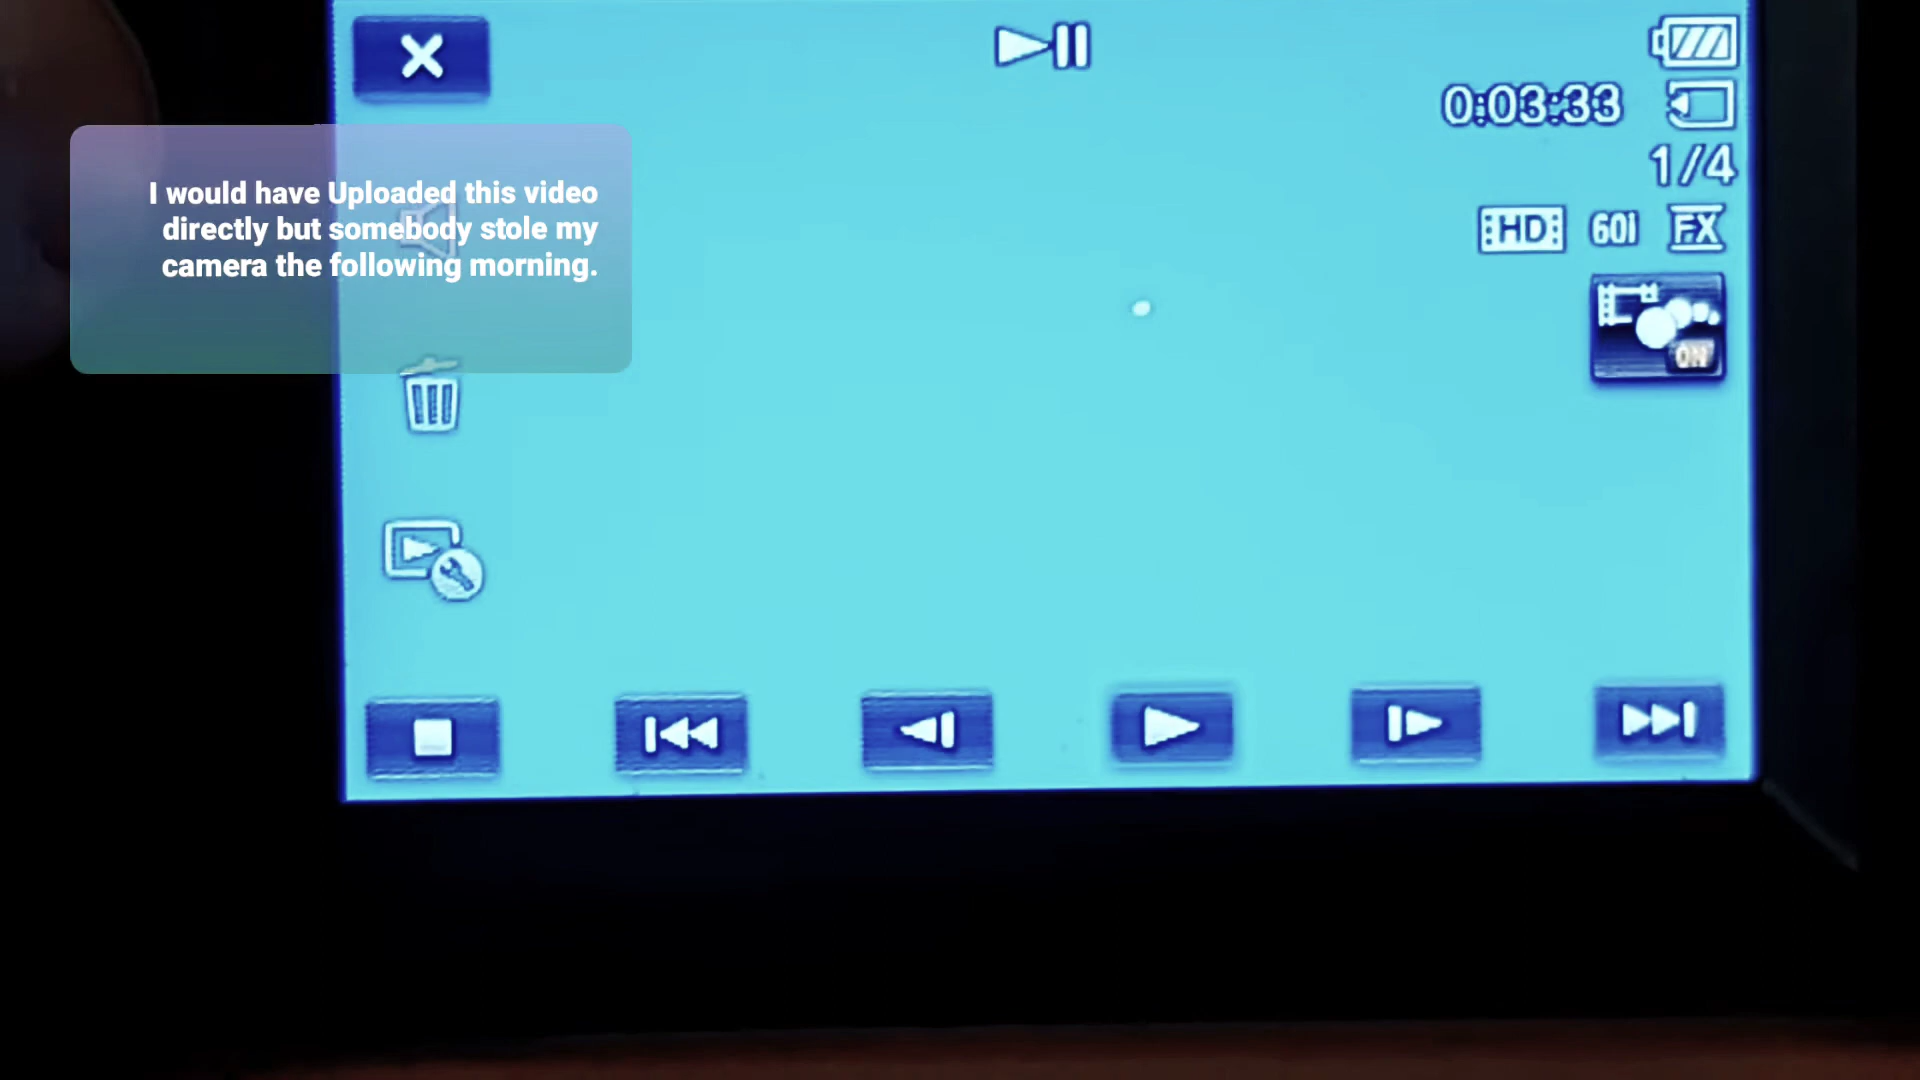 I would have Uploaded this video
directly but somebody stole my
camera the following morning.
0:03:33
1/4
HD 60i FX
ON